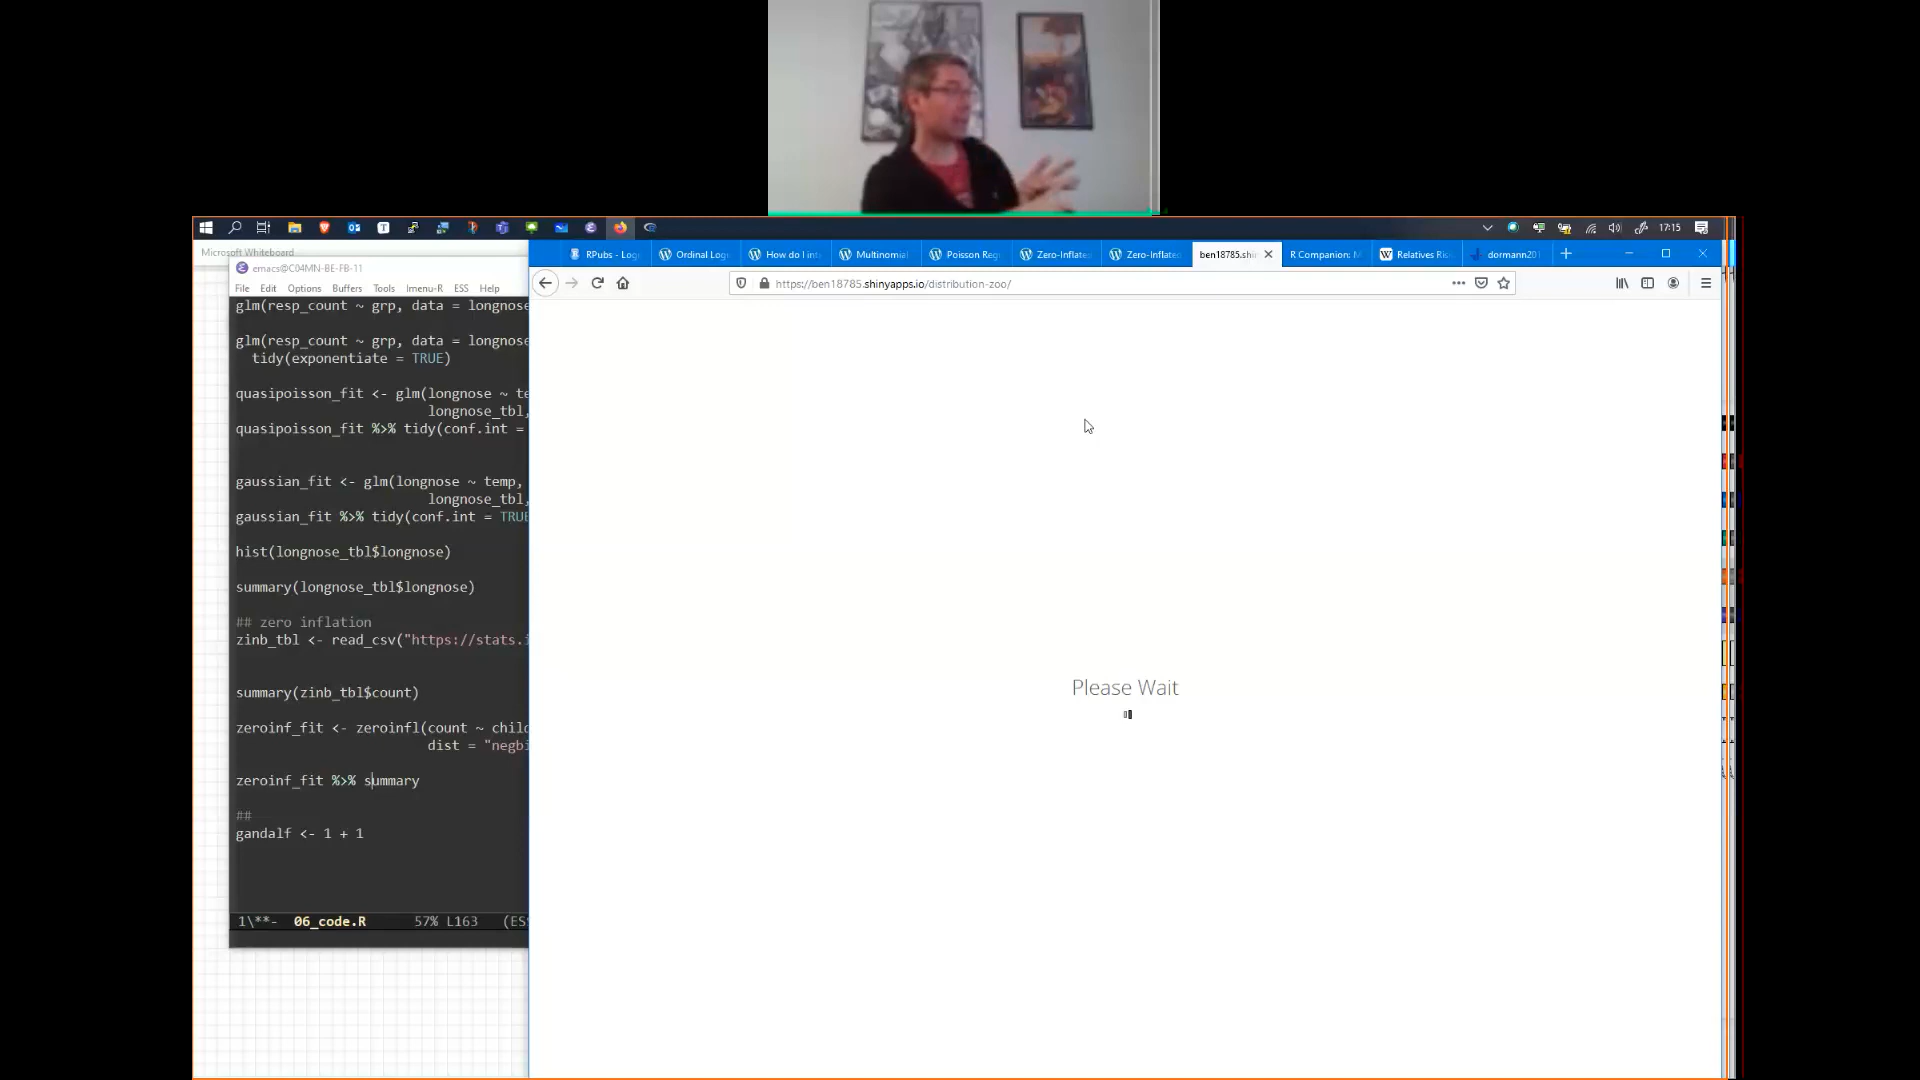 17:15
Microsoft Whiteboard
RPubs - Log
Ordinal Log
How do I int
Multinomial
Poisson Reg
Zero-Inflate
Zero-Inflate
ben18785.shin
R Companion: M
Relatives Ris
dormann201
emacs@C04MN-BE-FB-11
https://ben18785.shinyapps.io/distribution-zoo/
File Edit Options Buffers Tools Imenu-R ESS Help
glm(resp_count ~ grp, data = longnose
glm(resp_count ~ grp, data = longnose
tidy(exponentiate = TRUE)
quasipoisson_fit <- glm(longnose ~ te
longnose_tbl,
quasipoisson_fit %>% tidy(conf.int =
gaussian_fit <- glm(longnose ~ temp,
longnose_tbl,
gaussian_fit %>% tidy(conf.int = TRUE
hist(longnose_tbl$longnose)
summary(longnose_tbl$longnose)
## zero inflation
zinb_tbl <- read_csv("https://stats.i
summary(zinb_tbl$count)
zeroinf_fit <- zeroinfl(count ~ child
dist = "negbi
zeroinf_fit %>% summary
##
gandalf <- 1 + 1
1\**- 06_code.R 57% L163 (ESS
Please Wait